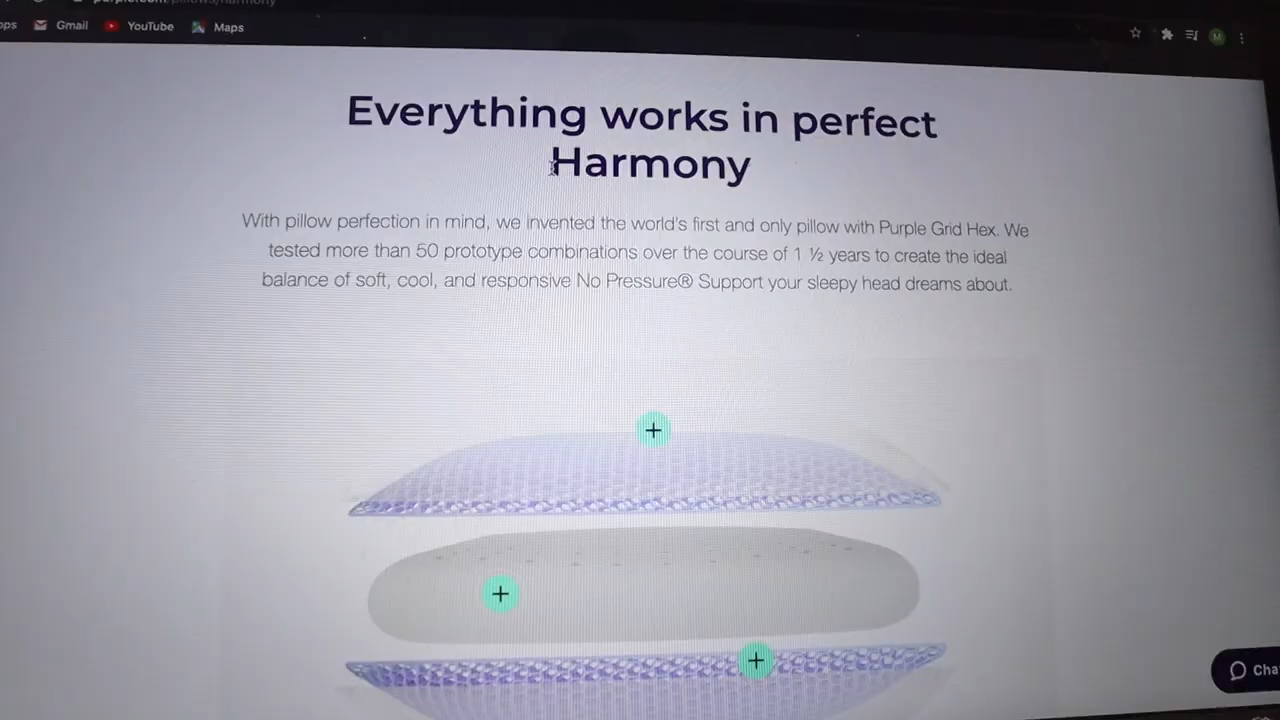 Gmail YouTube Maps
M
Everything works in perfect
Harmony
With pillow perfection in mind, we invented the world's first and only pillow with Purple Grid Hex. We
tested more than 50 prototype combinations over the course of 1 ½ years to create the ideal
balance of soft, cool, and responsive No Pressure® Support your sleepy head dreams about.
+
+
+
Cha